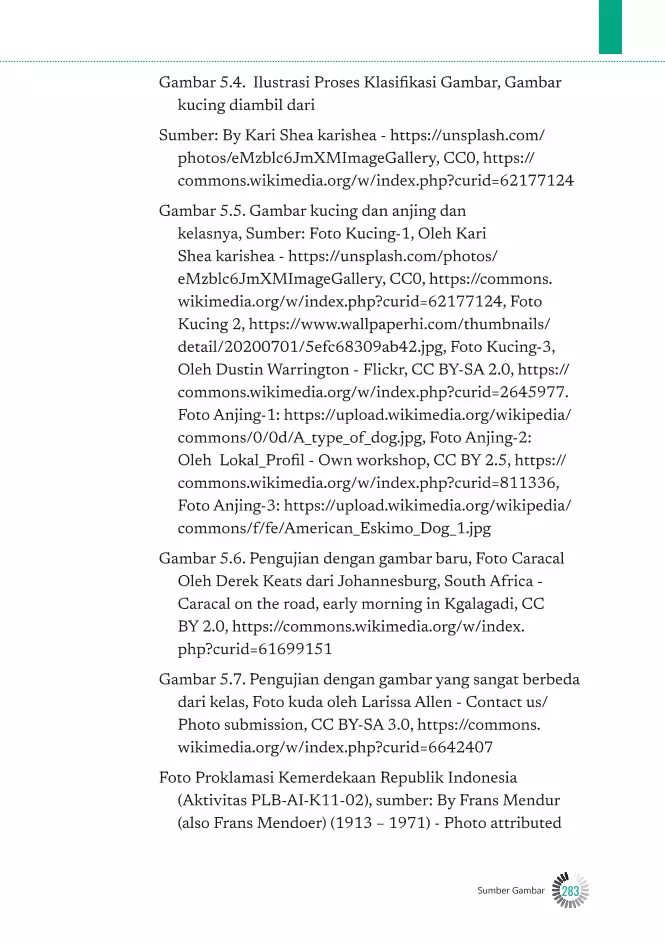 Gambar 5.4.  Ilustrasi Proses Klasifikasi Gambar, Gambar
kucing diambil dari
Sumber: By Kari Shea karishea - https://unsplash.com/
photos/eMzblc6JmXMImageGallery, CC0, https://
commons.wikimedia.org/w/index.php?curid=62177124
Gambar 5.5. Gambar kucing dan anjing dan
kelasnya, Sumber: Foto Kucing-1, Oleh Kari
Shea karishea - https://unsplash.com/photos/
eMzblc6JmXMImageGallery, CC0, https://commons.
wikimedia.org/w/index.php?curid=62177124, Foto
Kucing 2, https://www.wallpaperhi.com/thumbnails/
detail/20200701/5efc68309ab42.jpg, Foto Kucing-3,
Oleh Dustin Warrington - Flickr, CC BY-SA 2.0, https://
commons.wikimedia.org/w/index.php?curid=2645977.
Foto Anjing-1: https://upload.wikimedia.org/wikipedia/
commons/0/0d/A_type_of_dog.jpg, Foto Anjing-2:
Oleh  Lokal_Profil - Own workshop, CC BY 2.5, https://
commons.wikimedia.org/w/index.php?curid=811336,
Foto Anjing-3: https://upload.wikimedia.org/wikipedia/
commons/f/fe/American_Eskimo_Dog_1.jpg
Gambar 5.6. Pengujian dengan gambar baru, Foto Caracal
Oleh Derek Keats dari Johannesburg, South Africa -
Caracal on the road, early morning in Kgalagadi, CC
BY 2.0, https://commons.wikimedia.org/w/index.
php?curid=61699151
Gambar 5.7. Pengujian dengan gambar yang sangat berbeda
dari kelas, Foto kuda oleh Larissa Allen - Contact us/
Photo submission, CC BY-SA 3.0, https://commons.
wikimedia.org/w/index.php?curid=6642407
Foto Proklamasi Kemerdekaan Republik Indonesia
(Aktivitas PLB-AI-K11-02), sumber: By Frans Mendur
(also Frans Mendoer) (1913 – 1971) - Photo attributed
Sumber Gambar 283